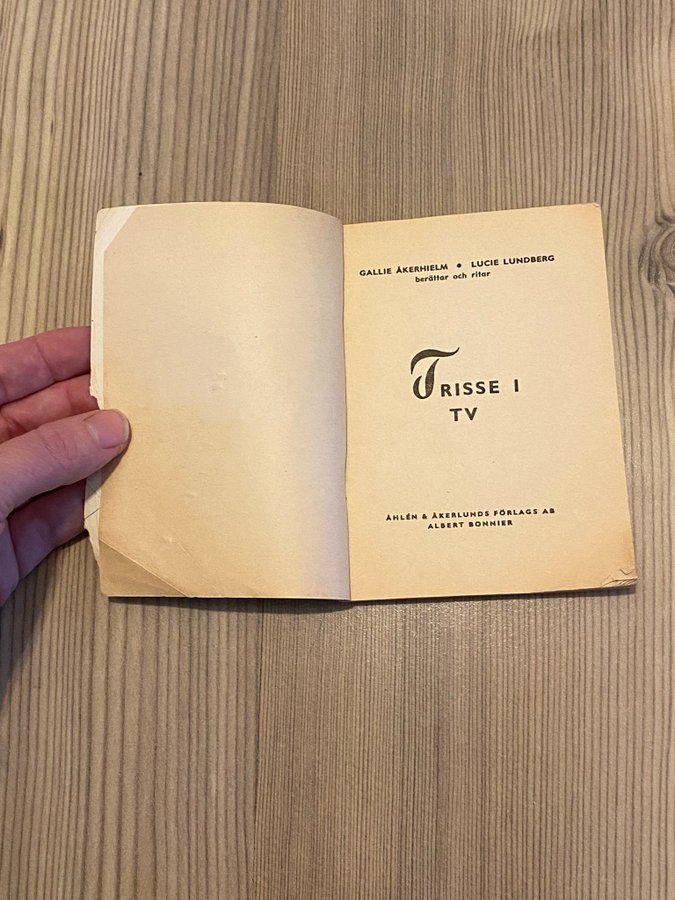 GALLIE ÅKERHIELM • LUCIE LUNDBERG
berättar och ritar
TRISSE I
TV
ÅHLÉN & ÅKERLUNDS FÖRLAGS AB
ALBERT BONNIER